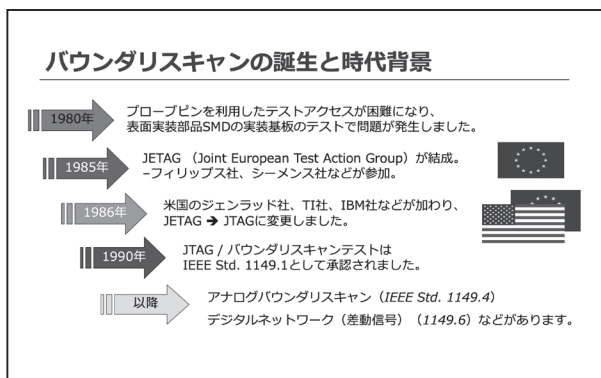 バウンダリスキャンの誕生と時代背景
1980年
プローブピンを利用したテストアクセスが困難になり、
表面実装部品SMDの実装基板のテストで問題が発生しました。
1985年
JETAG （Joint European Test Action Group）が結成。
–フィリップス社、シーメンス社などが参加。
1986年
米国のジェンラッド社、TI社、IBM社などが加わり、
JETAG ➔ JTAGに変更しました。
1990年
JTAG / バウンダリスキャンテストは
IEEE Std. 1149.1として承認されました。
以降
アナログバウンダリスキャン（IEEE Std. 1149.4）
デジタルネットワーク（差動信号）（1149.6）などがあります。